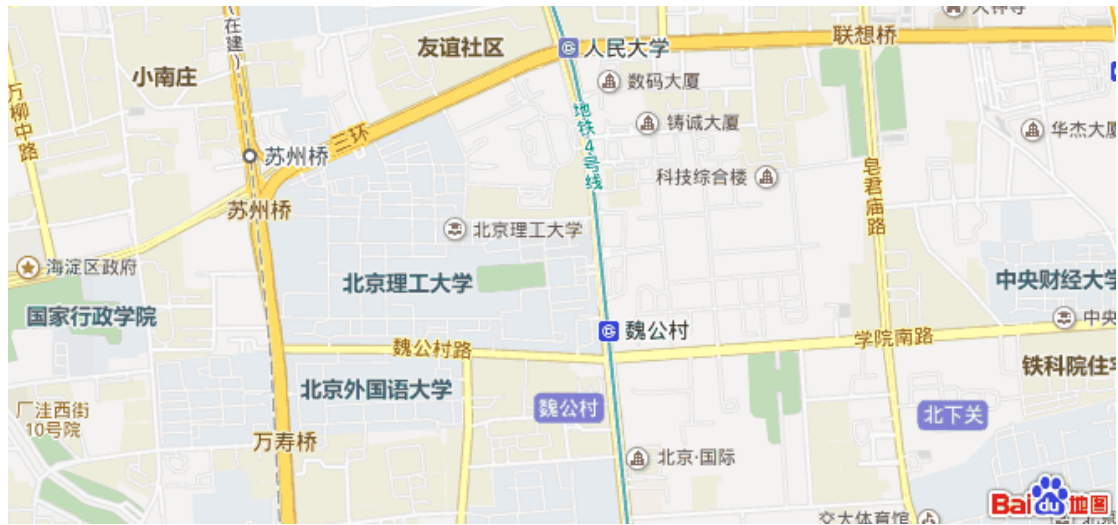 (在建)
大钟寺
友谊社区
人民大学
联想桥
小南庄
数码大厦
万柳中路
地铁4号线
铸诚大厦
华杰大厦
三环
苏州桥
科技综合楼
皂君庙路
苏州桥
北京理工大学
海淀区政府
北京理工大学
中央财经大学
国家行政学院
中央
魏公村
学院南路
魏公村路
铁科院住宅
北京外国语大学
厂洼西街
10号院
魏公村
北下关
万寿桥
北京·国际
Bai du 地图
交大体育馆